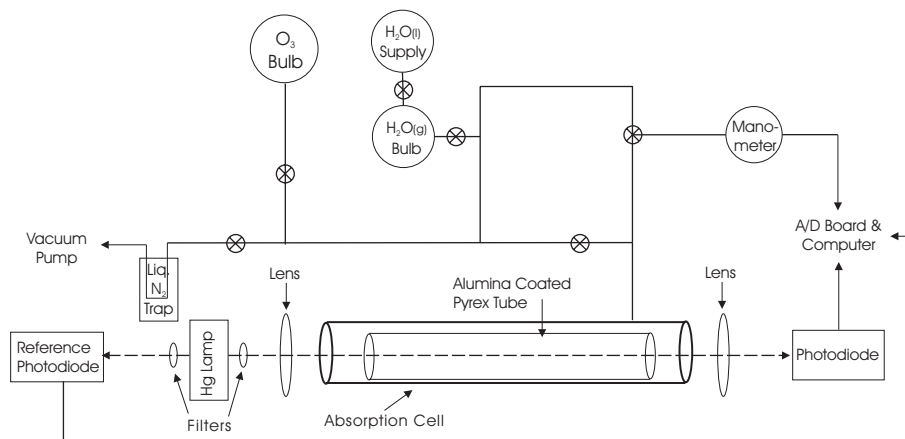 O₃
Bulb
H₂O(l)
Supply
H₂O(g)
Bulb
Mano-
meter
A/D Board &
Computer
Vacuum
Pump
Liq.
N₂
Trap
Lens
Alumina Coated
Pyrex Tube
Lens
Reference
Photodiode
Hg Lamp
Photodiode
Filters
Absorption Cell